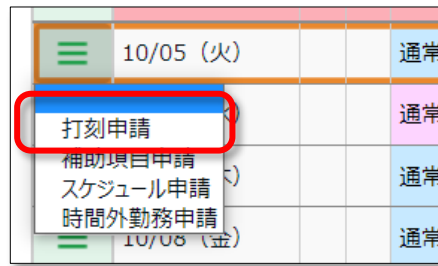 10/05（火） 通常
打刻申請 通常
補助項目申請
スケジュール申請 通常
時間外勤務申請
10/08（金） 通常